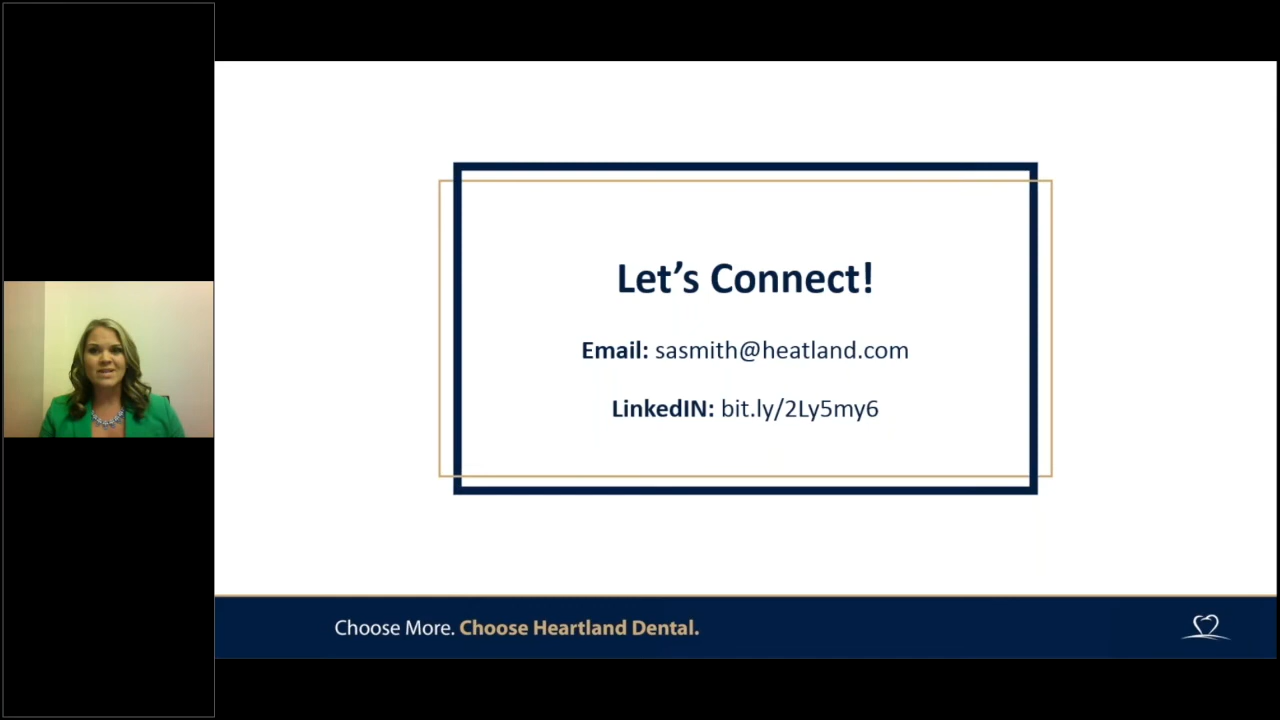 Let's Connect!
Email: sasmith@heatland.com
LinkedIN: bit.ly/2Ly5my6
Choose More. Choose Heartland Dental.